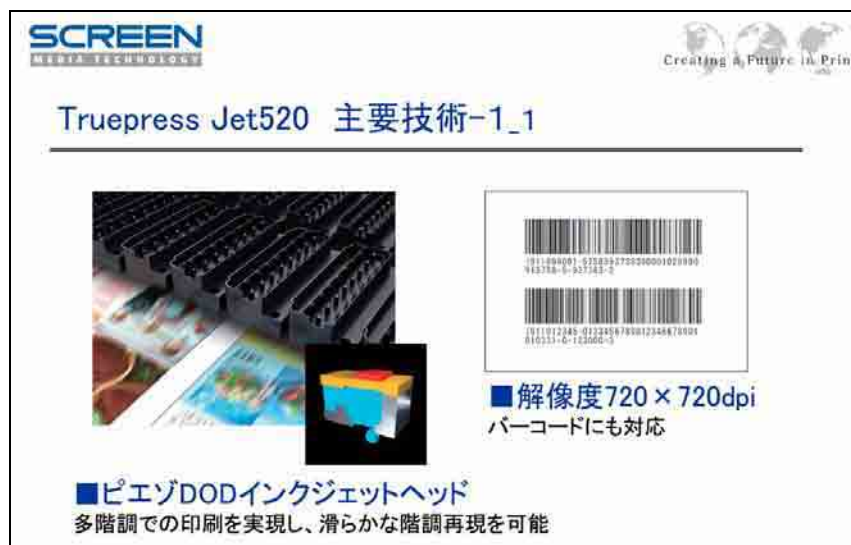 SCREEN
MEDIA TECHNOLOGY
Creating a Future in Prin
Truepress Jet520 主要技術-1_1
■解像度720×720dpi
バーコードにも対応
■ピエゾDODインクジェットヘッド
多階調での印刷を実現し、滑らかな階調再現を可能